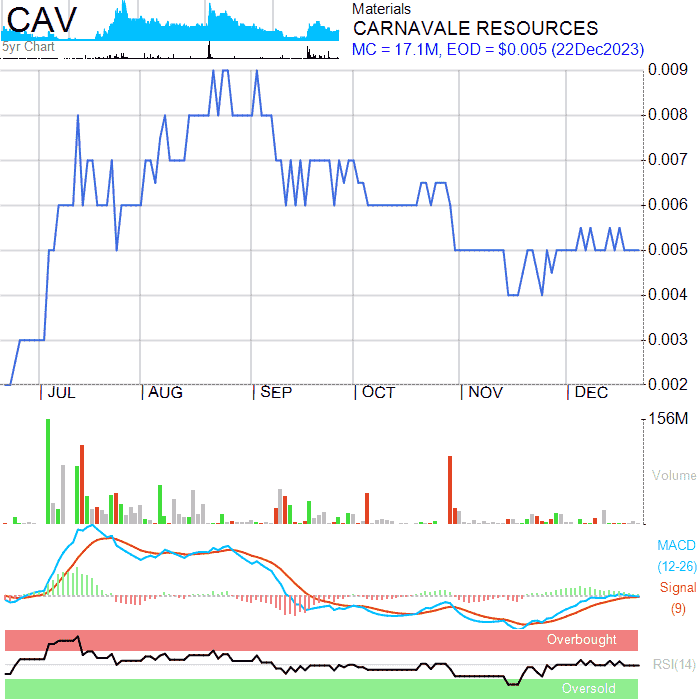 CAV
5yr Chart
Materials
CARNAVALE RESOURCES
MC = 17.1M, EOD = $0.005 (22Dec2023)
0.009
0.008
0.007
0.006
0.005
0.004
0.003
0.002
JUL AUG SEP OCT NOV DEC
156M
Volume
MACD
(12-26)
Signal
(9)
Overbought
RSI(14)
Oversold